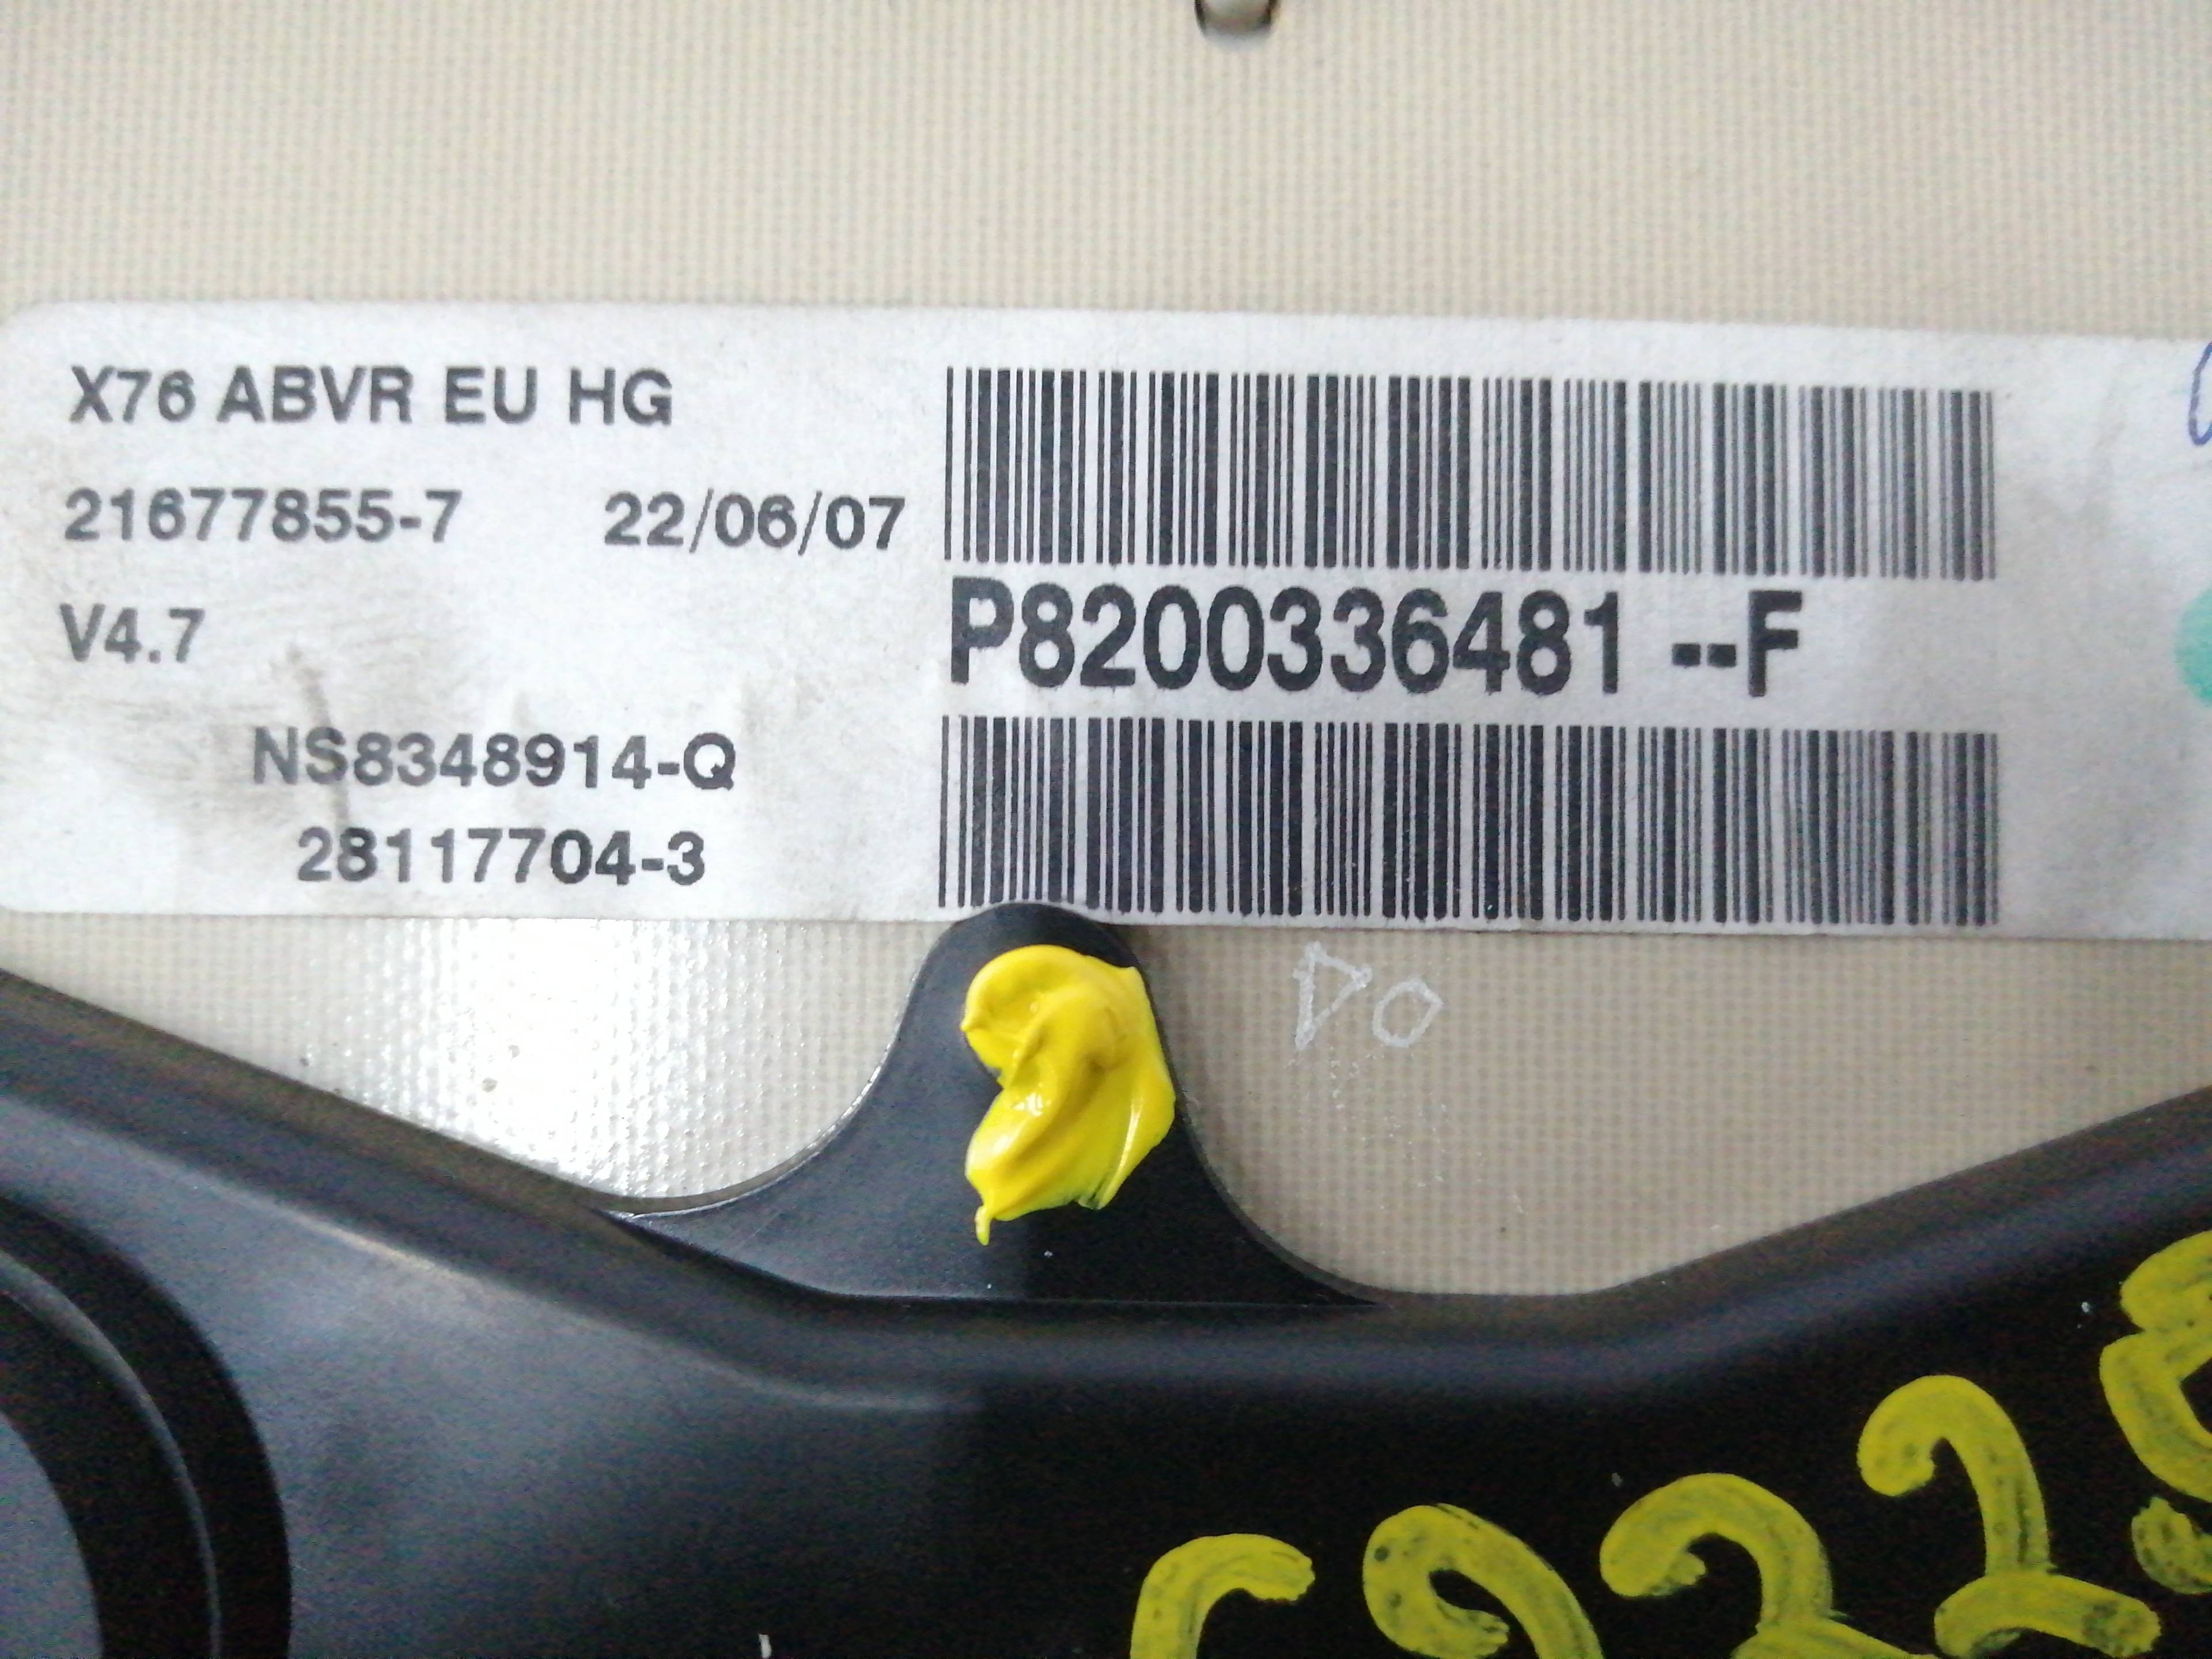 X76 ABVR EU HG
21677855-7 22/06/07
V4.7
P8200336481 --F
NS8348914-Q
28117704-3